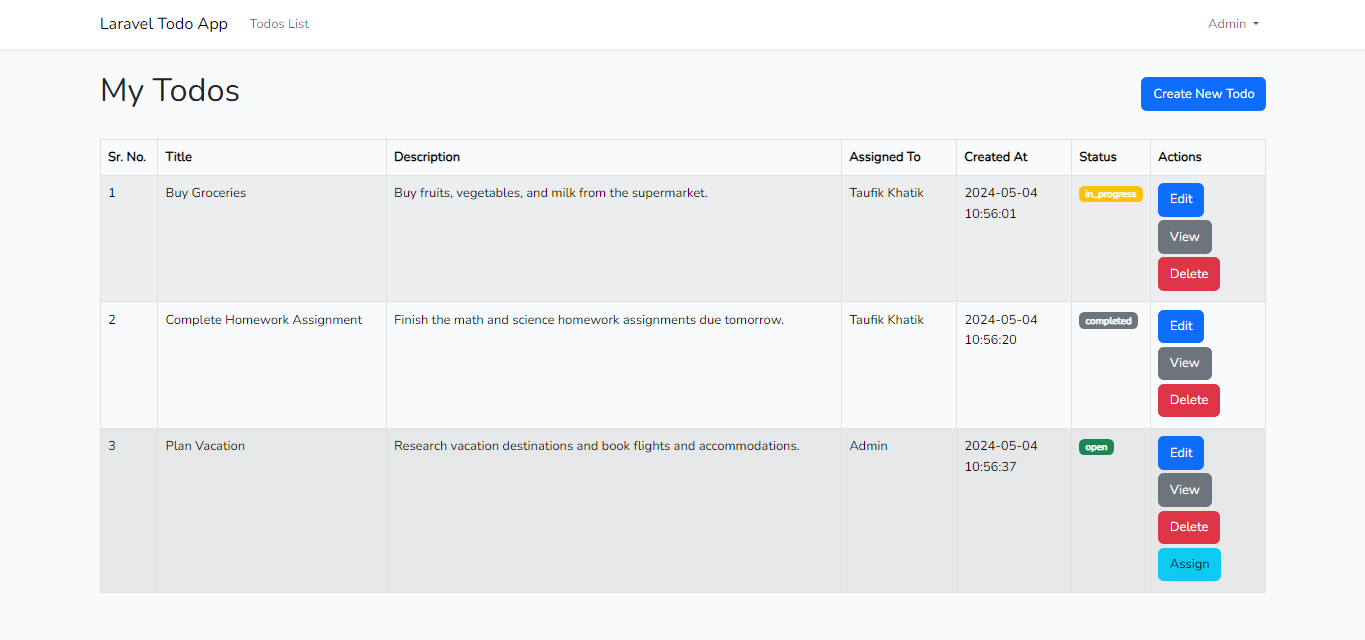 Laravel Todo App Todos List Admin
My Todos
Create New Todo
Sr. No. Title Description Assigned To Created At Status Actions
1 Buy Groceries Buy fruits, vegetables, and milk from the supermarket. Taufik Khatik 2024-05-04 in_progress Edit
10:56:01
View
Delete
2 Complete Homework Assignment Finish the math and science homework assignments due tomorrow. Taufik Khatik 2024-05-04 completed Edit
10:56:20
View
Delete
3 Plan Vacation Research vacation destinations and book flights and accommodations. Admin 2024-05-04 open Edit
10:56:37
View
Delete
Assign